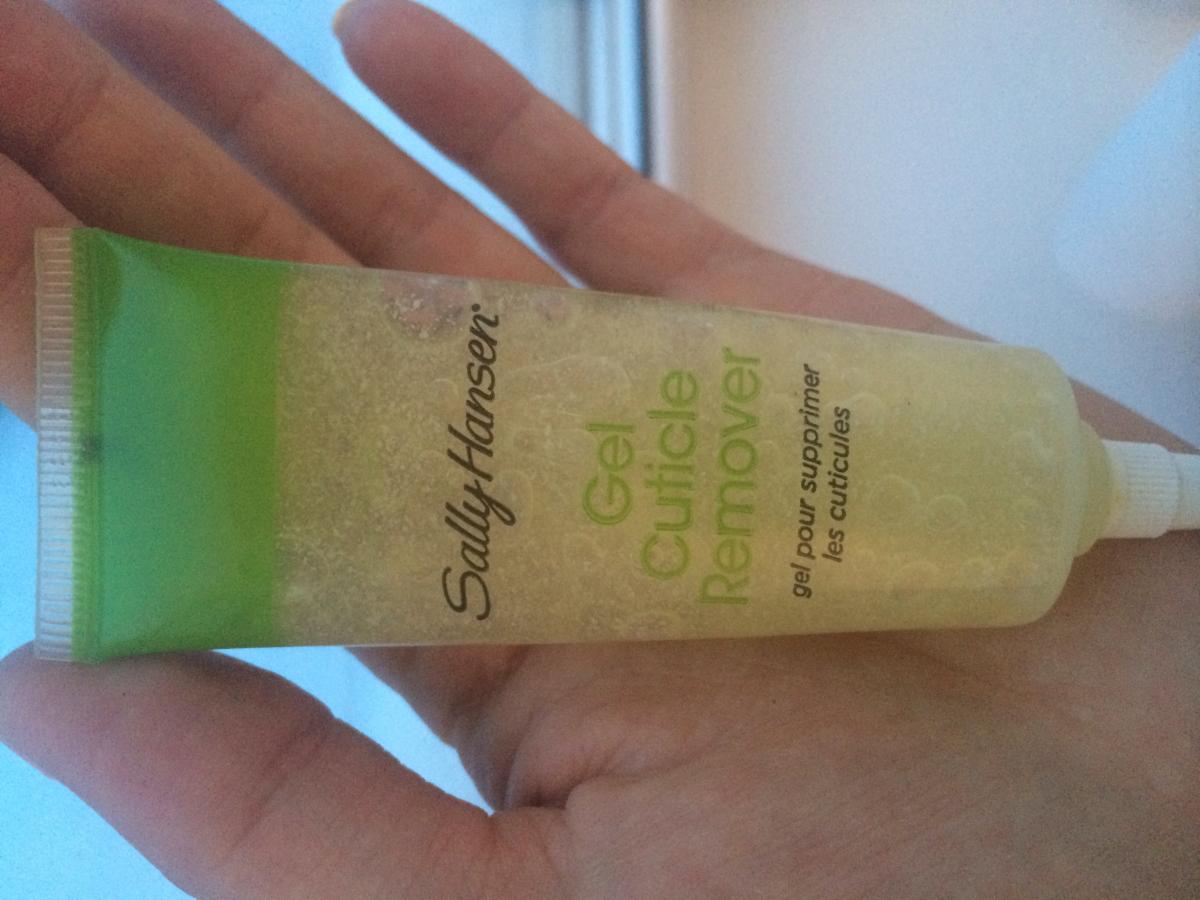 Sally Hansen
Gel
Cuticle
Remover
gel pour supprimer
les cuticules